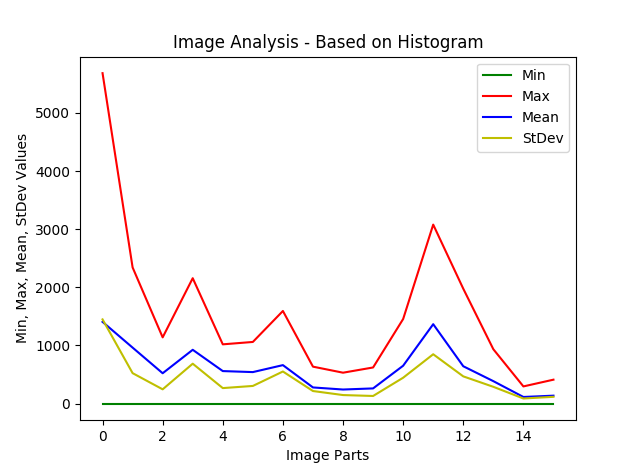 Image Analysis - Based on Histogram
Min
Max
Mean
StDev
5000
4000
3000
2000
1000
0
Min, Max, Mean, StDev Values
0 2 4 6 8 10 12 14
Image Parts